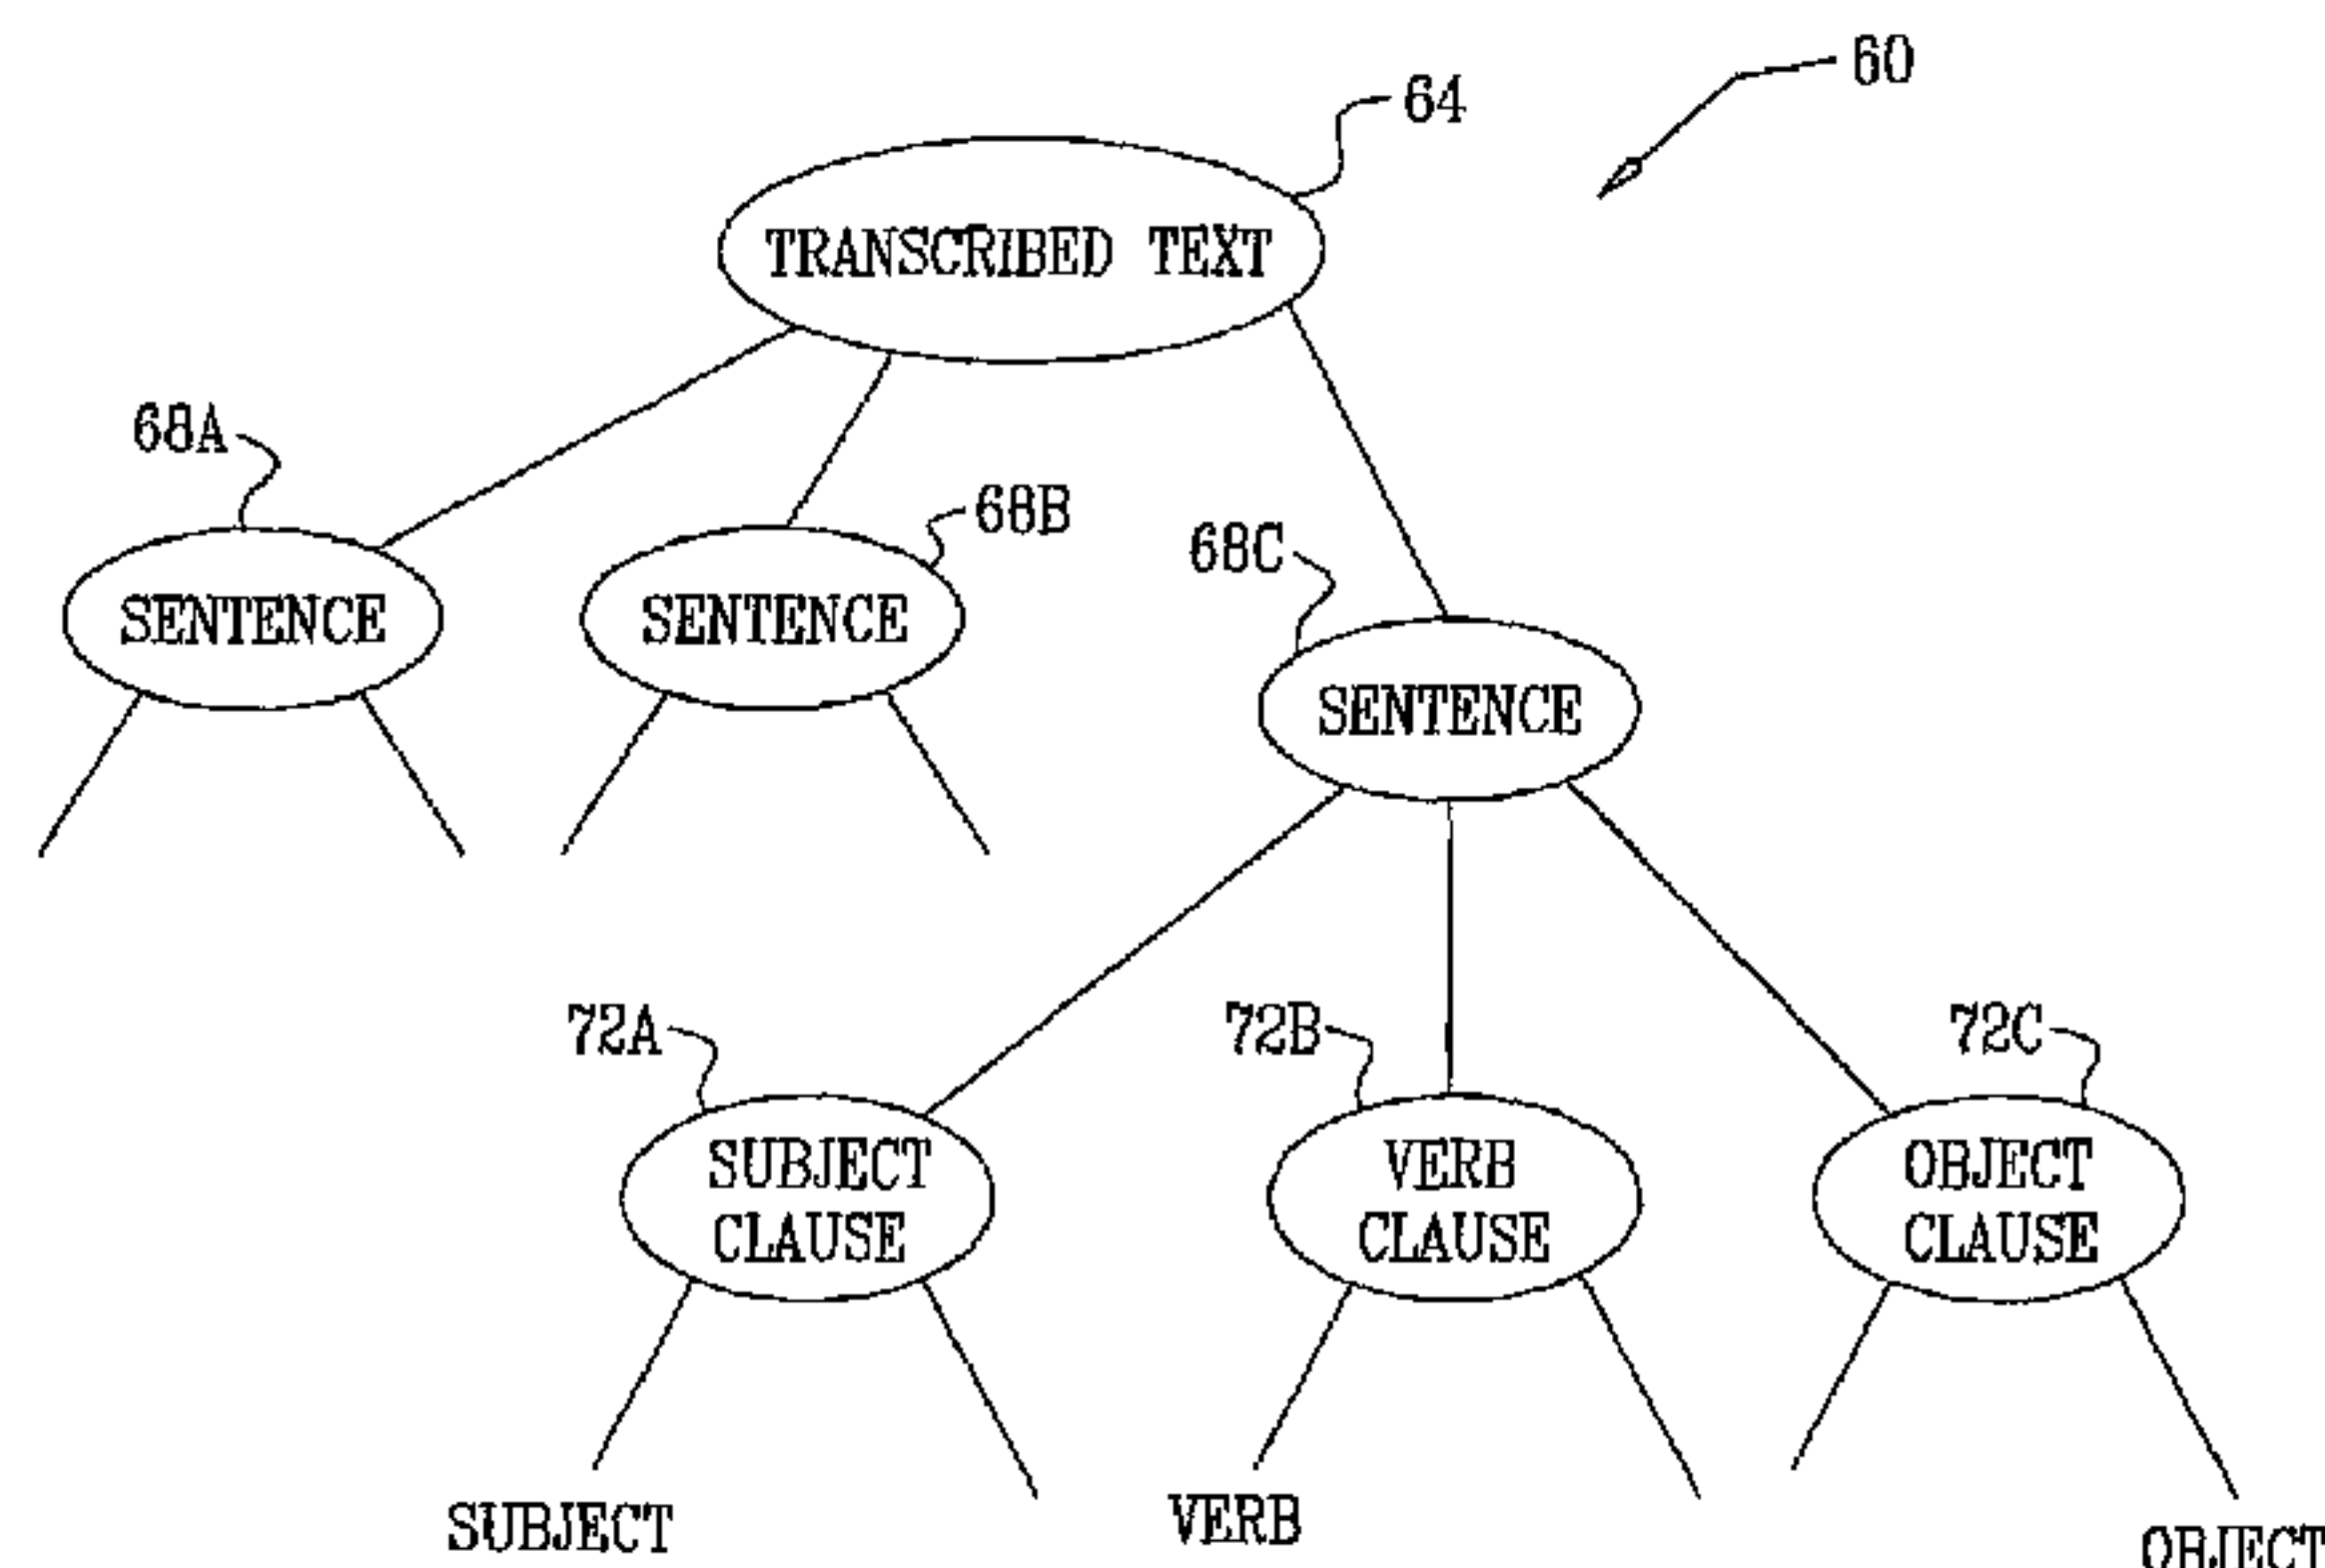 60
64
TRANSCRIBED TEXT
68A
68B
68C
SENTENCE
SENTENCE
SENTENCE
72A
72B
72C
SUBJECT
CLAUSE
VERB
CLAUSE
OBJECT
CLAUSE
SUBJECT
VERB
OBJECT